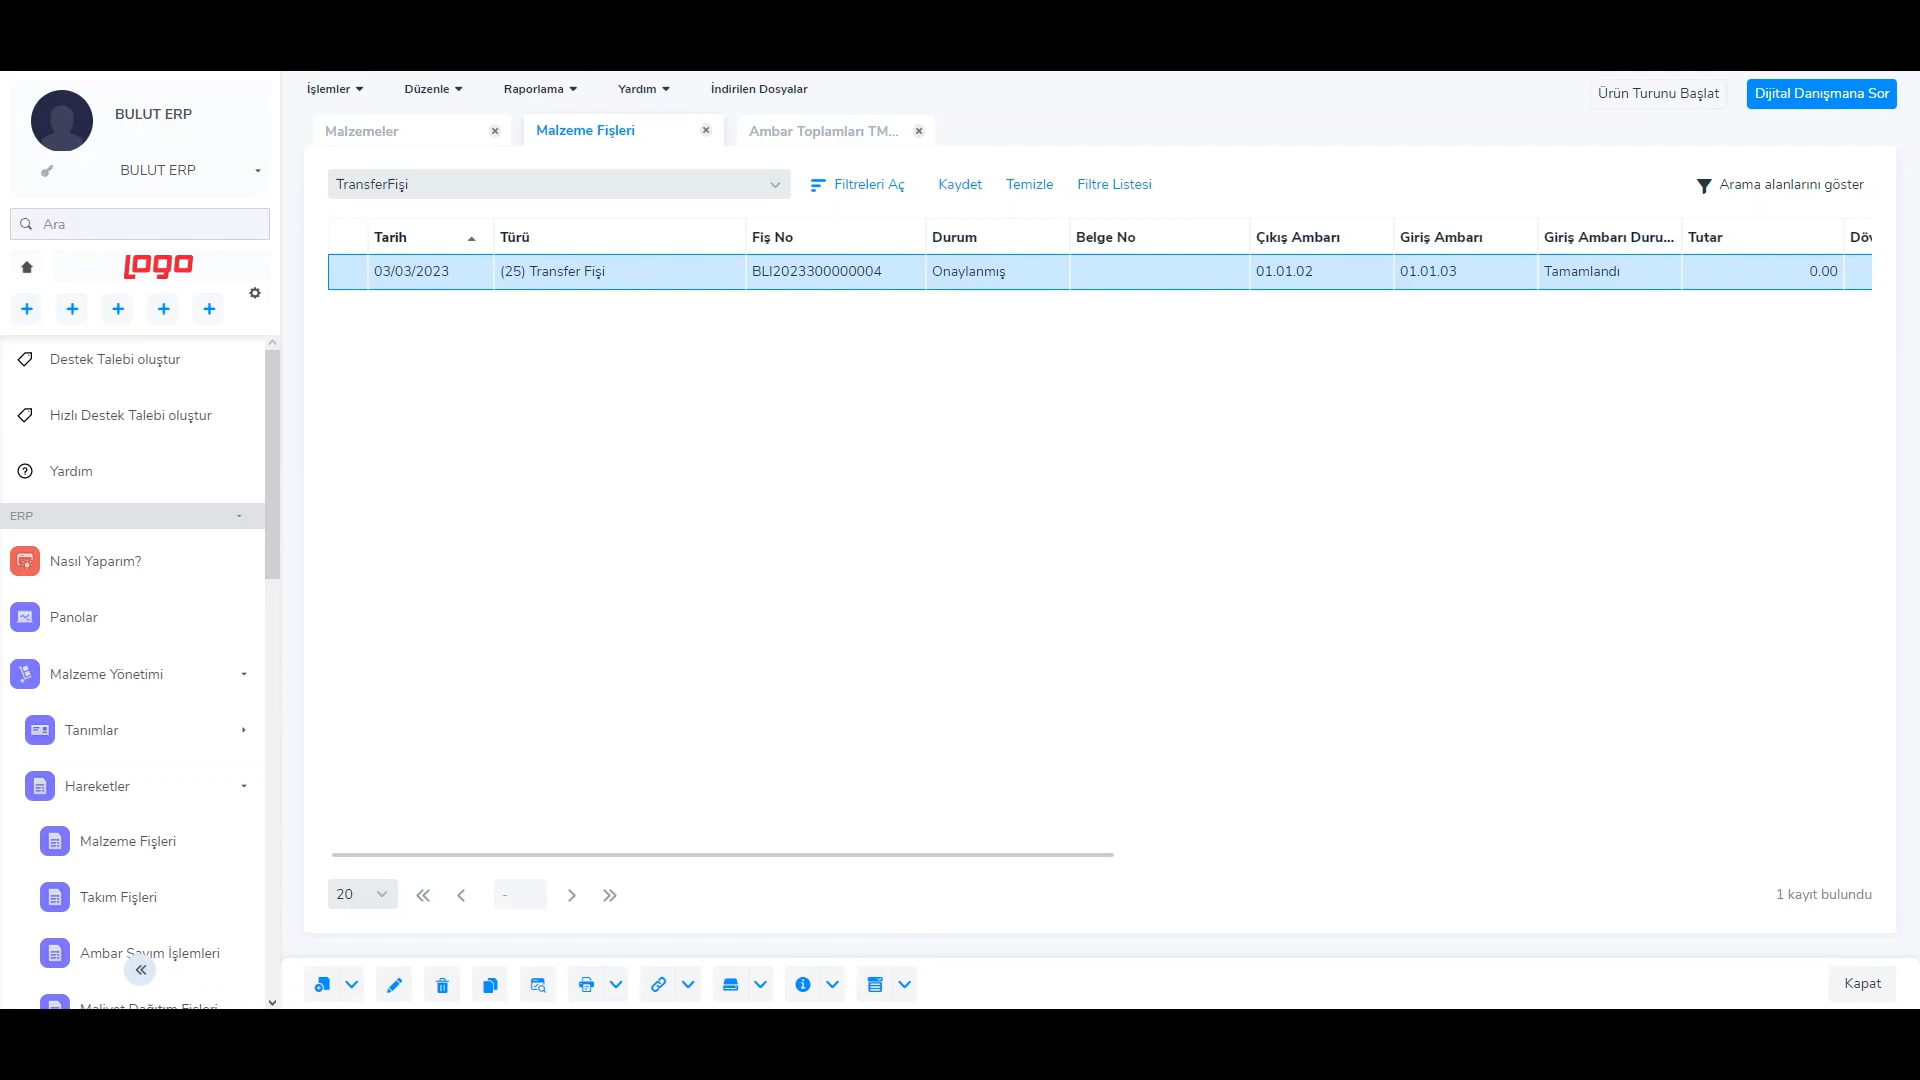 BULUT ERP
BULUT ERP
Ara
logo
Destek Talebi oluştur
Hızlı Destek Talebi oluştur
Yardım
ERP
Nasıl Yaparım?
Panolar
Malzeme Yönetimi
Tanımlar
Hareketler
Malzeme Fişleri
Takım Fişleri
Ambar Sayım İşlemleri
Maliyet Dağıtım Fişleri
İşlemler Düzenle Raporlama Yardım İndirilen Dosyalar
Ürün Turunu Başlat Dijital Danışmana Sor
Malzemeler Malzeme Fişleri Ambar Toplamları TM...
TransferFişi Filtreleri Aç Kaydet Temizle Filtre Listesi Arama alanlarını göster
Tarih Türü Fiş No Durum Belge No Çıkış Ambarı Giriş Ambarı Giriş Ambarı Duru... Tutar Döv
03/03/2023 (25) Transfer Fişi BLI2023300000004 Onaylanmış 01.01.02 01.01.03 Tamamlandı 0.00
20 - 1 kayıt bulundu
Kapat